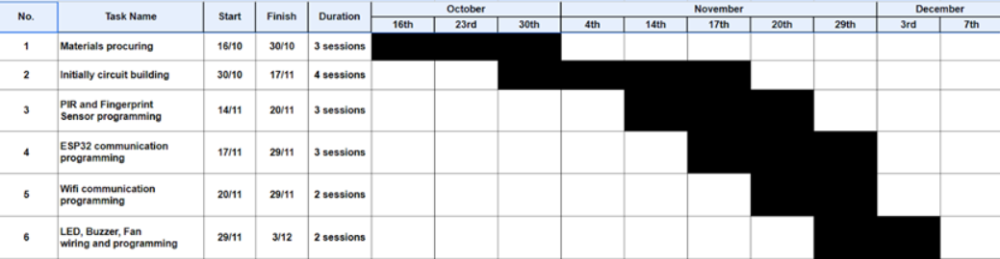 No. Task Name Start Finish Duration October November December
16th 23rd 30th 4th 14th 17th 20th 29th 3rd 7th
1 Materials procuring 16/10 30/10 3 sessions
2 Initially circuit building 30/10 17/11 4 sessions
3 PIR and Fingerprint
Sensor programming 14/11 20/11 3 sessions
4 ESP32 communication
programming 17/11 29/11 3 sessions
5 Wifi communication
programming 20/11 29/11 2 sessions
6 LED, Buzzer, Fan
wiring and programming 29/11 3/12 2 sessions